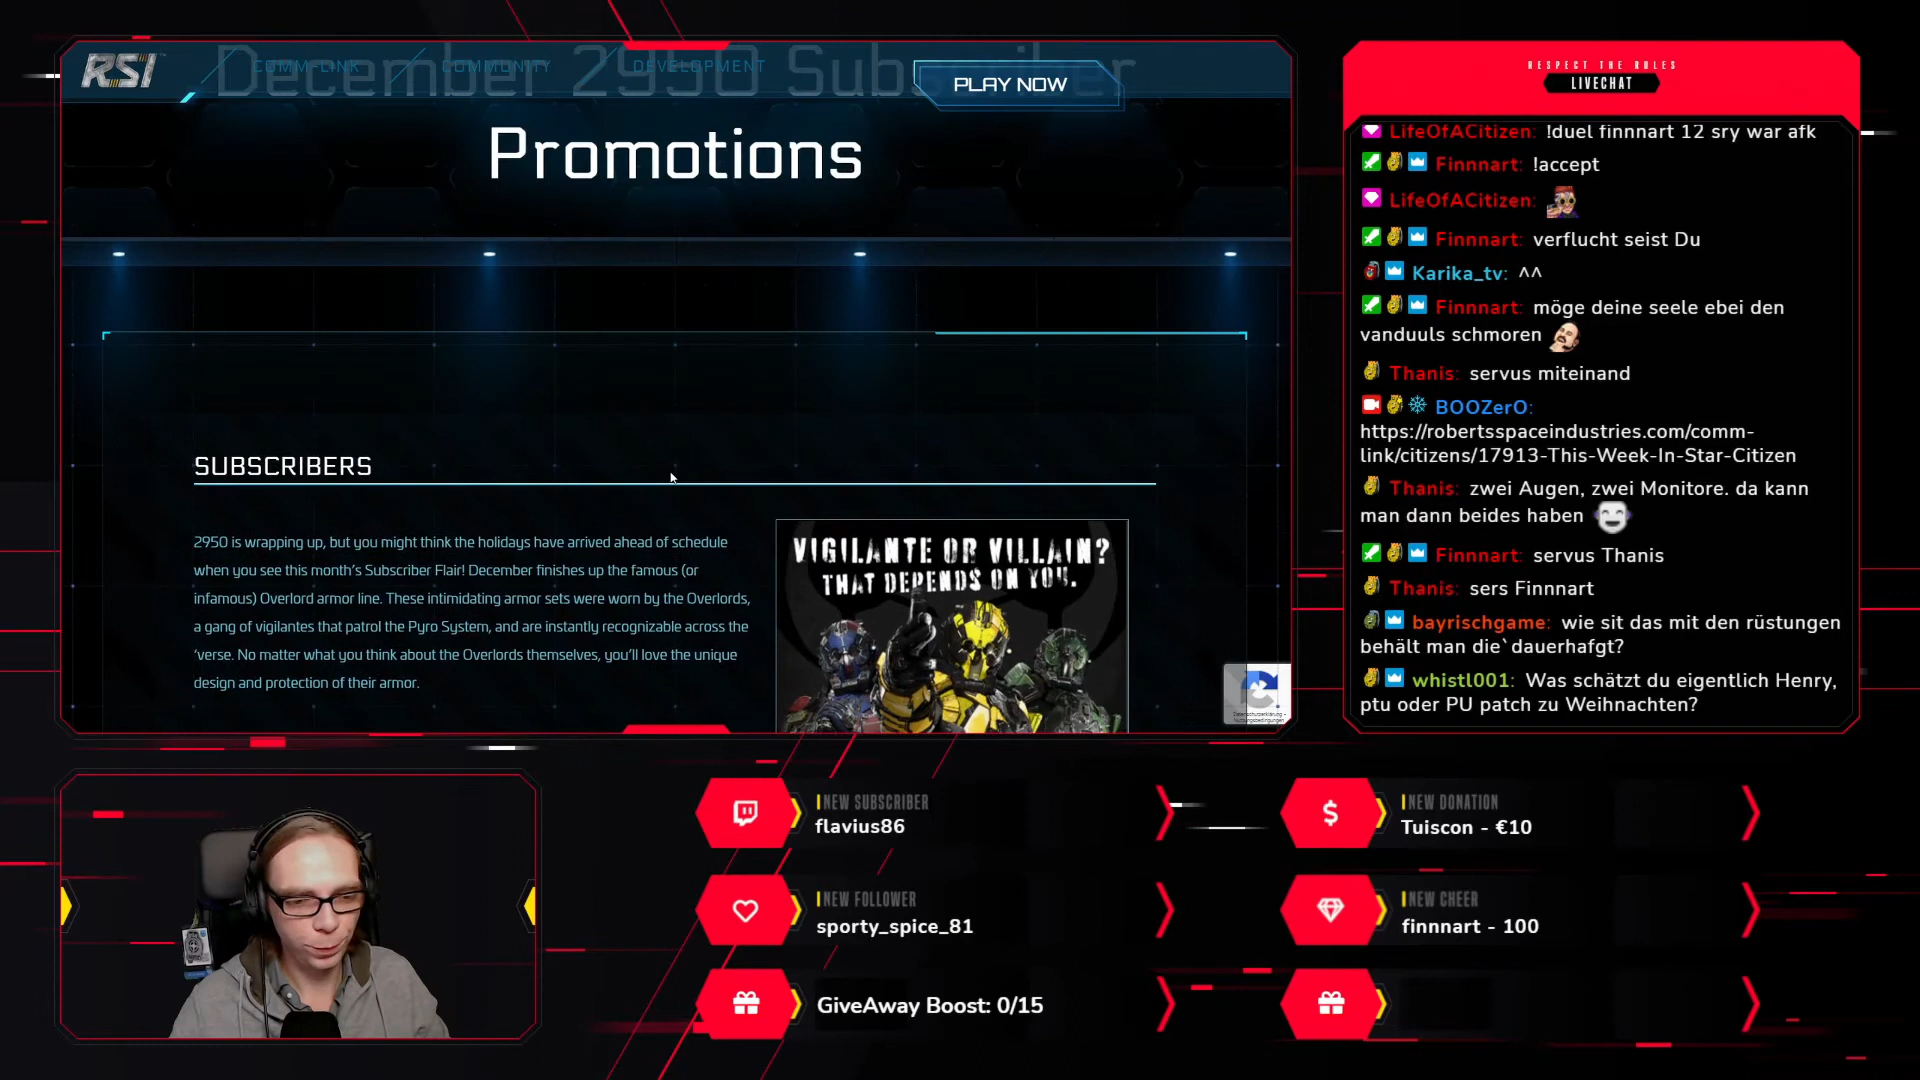 RSI
COMM-LINK
COMMUNITY
DEVELOPMENT
December 2950 Subscriber
PLAY NOW
Promotions
SUBSCRIBERS
2950 is wrapping up, but you might think the holidays have arrived ahead of schedule
when you see this month's Subscriber Flair! December finishes up the famous (or
infamous) Overlord armor line. These intimidating armor sets were worn by the Overlords,
a gang of vigilantes that patrol the Pyro System, and are instantly recognizable across the
'verse. No matter what you think about the Overlords themselves, you'll love the unique
design and protection of their armor.
VIGILANTE OR VILLAIN?
THAT DEPENDS ON YOU.
RESPECT THE RULES
LIVECHAT
LifeOfACitizen: !duel finnnart 12 sry war afk
Finnnart: !accept
LifeOfACitizen:
Finnnart: verflucht seist Du
Karika_tv: ^^
Finnnart: möge deine seele ebei den
vanduuls schmoren
Thanis: servus miteinand
BOOZerO:
https://robertsspaceindustries.com/comm-
link/citizens/17913-This-Week-In-Star-Citizen
Thanis: zwei Augen, zwei Monitore. da kann
man dann beides haben
Finnnart: servus Thanis
Thanis: sers Finnnart
bayrischgame: wie sit das mit den rüstungen
behält man die`dauerhafgt?
whistl001: Was schätzt du eigentlich Henry,
ptu oder PU patch zu Weihnachten?
NEW SUBSCRIBER
flavius86
NEW DONATION
Tuiscon - €10
NEW FOLLOWER
sporty_spice_81
NEW CHEER
finnnart - 100
GiveAway Boost: 0/15